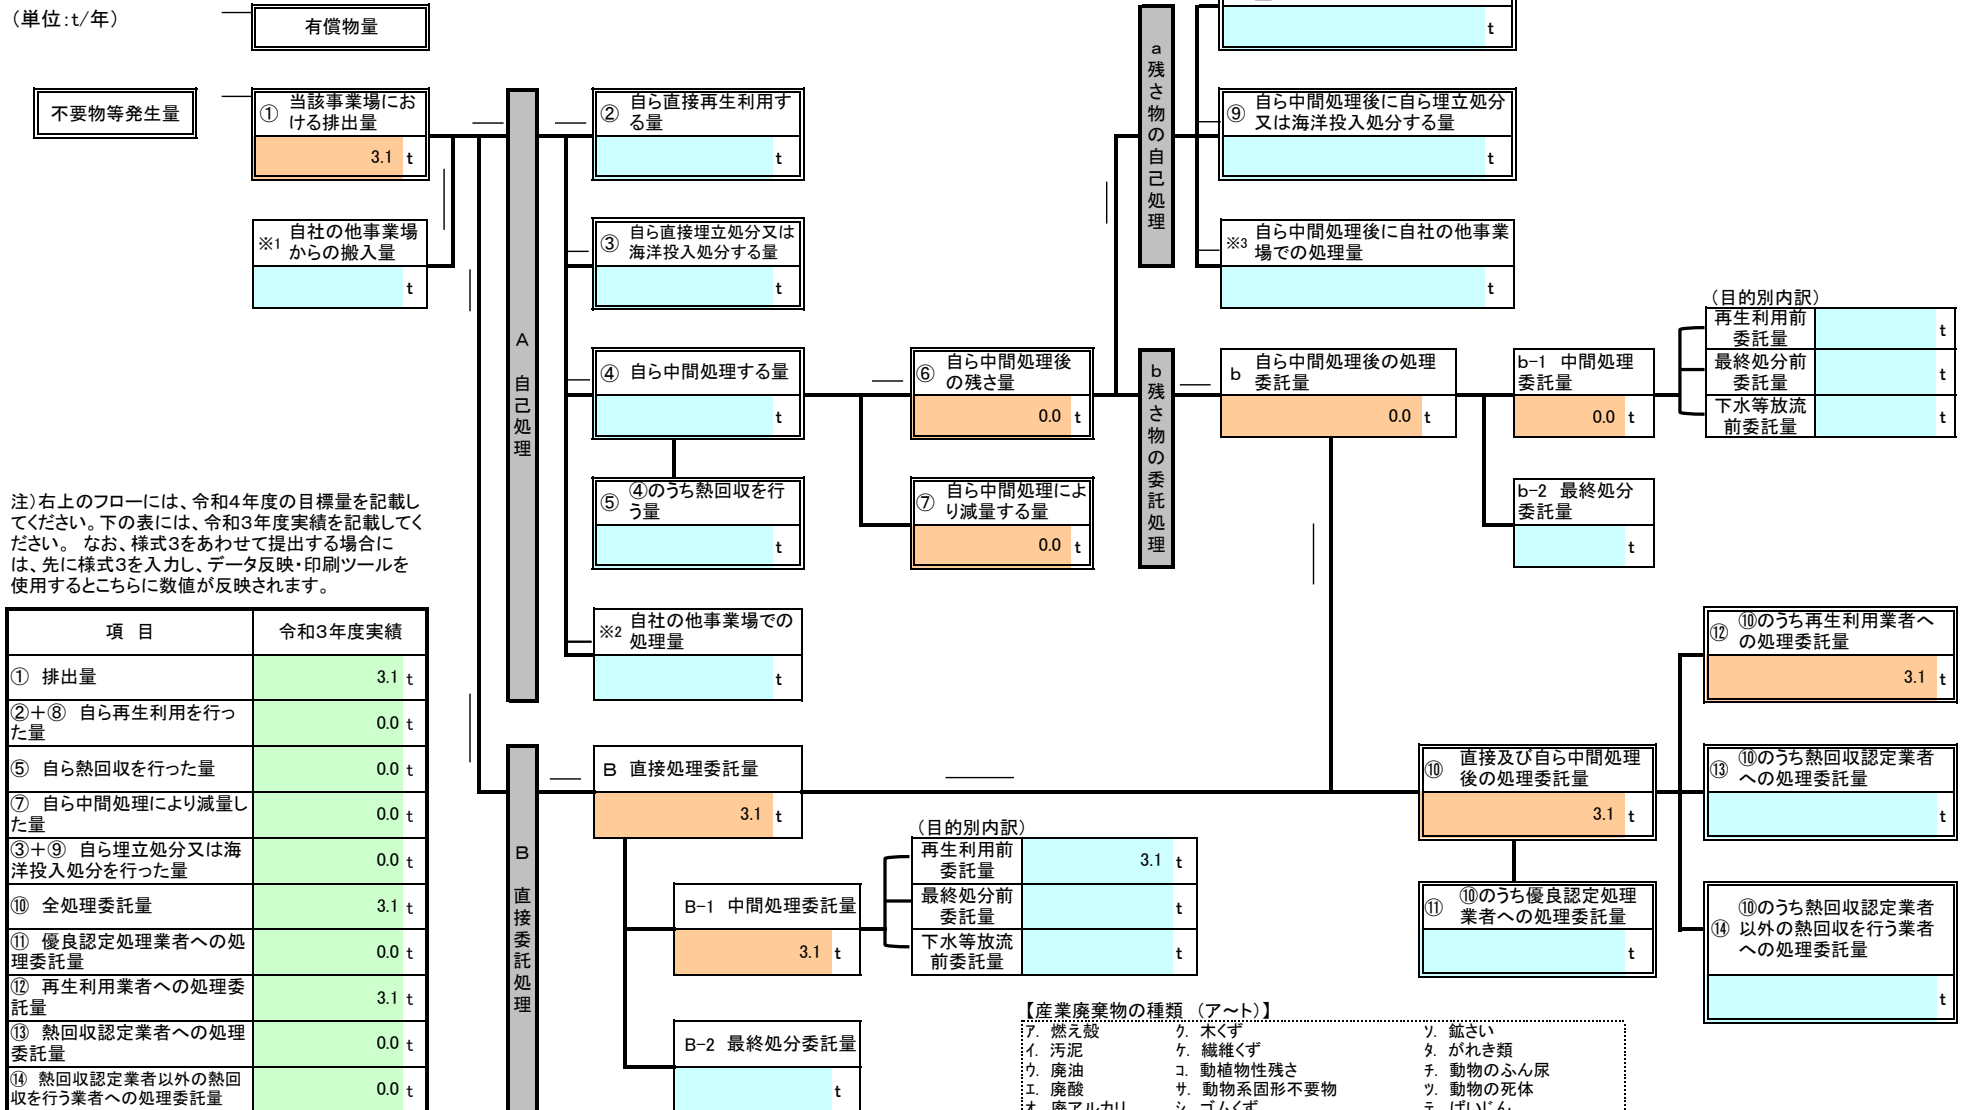 （単位:t/年）
有償物量
不要物等発生量
① 当該事業場にお
ける排出量
3.1 t
※1 自社の他事業場
からの搬入量
t
A 自己処理
② 自ら直接再生利用す
る量
t
③ 自ら直接埋立処分又は
海洋投入処分する量
t
④ 自ら中間処理する量
t
⑤ ④のうち熱回収を行
う量
t
※2 自社の他事業場での
処理量
t
⑥ 自ら中間処理後
の残さ量
0.0 t
⑦ 自ら中間処理によ
り減量する量
0.0 t
a 残さ物の自己処理
t
⑨ 自ら中間処理後に自ら埋立処分
又は海洋投入処分する量
t
※3 自ら中間処理後に自社の他事業
場での処理量
t
b 残さ物の委託処理
b 自ら中間処理後の処理
委託量
0.0 t
b-1 中間処理
委託量
0.0 t
（目的別内訳）
再生利用前
委託量
t
最終処分前
委託量
t
下水等放流
前委託量
t
b-2 最終処分
委託量
t
注）右上のフローには、令和４年度の目標量を記載し
てください。下の表には、令和３年度実績を記載してく
ださい。 なお、様式３をあわせて提出する場合に
は、先に様式３を入力し、データ反映・印刷ツールを
使用するとこちらに数値が反映されます。
項 目 令和３年度実績
① 排出量 3.1 t
②＋⑧ 自ら再生利用を行っ
た量 0.0 t
⑤ 自ら熱回収を行った量 0.0 t
⑦ 自ら中間処理により減量し
た量 0.0 t
③＋⑨ 自ら埋立処分又は海
洋投入処分を行った量 0.0 t
⑩ 全処理委託量 3.1 t
⑪ 優良認定処理業者への処
理委託量 0.0 t
⑫ 再生利用業者への処理委
託量 3.1 t
⑬ 熱回収認定業者への処理
委託量 0.0 t
⑭ 熱回収認定業者以外の熱回
収を行う業者への処理委託量 0.0 t
B 直接委託処理
B 直接処理委託量
3.1 t
B-1 中間処理委託量
3.1 t
（目的別内訳）
再生利用前
委託量
3.1 t
最終処分前
委託量
t
下水等放流
前委託量
t
B-2 最終処分委託量
t
⑩ 直接及び自ら中間処理
後の処理委託量
3.1 t
⑪ ⑩のうち優良認定処理
業者への処理委託量
t
⑫ ⑩のうち再生利用業者へ
の処理委託量
3.1 t
⑬ ⑩のうち熱回収認定業者
への処理委託量
t
⑭ ⑩のうち熱回収認定業者
以外の熱回収を行う業者
への処理委託量
t
【産業廃棄物の種類 （ア～ト）】
ア. 燃え殻 ク. 木くず ソ. 鉱さい
イ. 汚泥 ケ. 繊維くず タ. がれき類
ウ. 廃油 コ. 動植物性残さ チ. 動物のふん尿
エ. 廃酸 サ. 動物系固形不要物 ツ. 動物の死体
オ. 廃アルカリ シ. ゴムくず テ. ばいじん